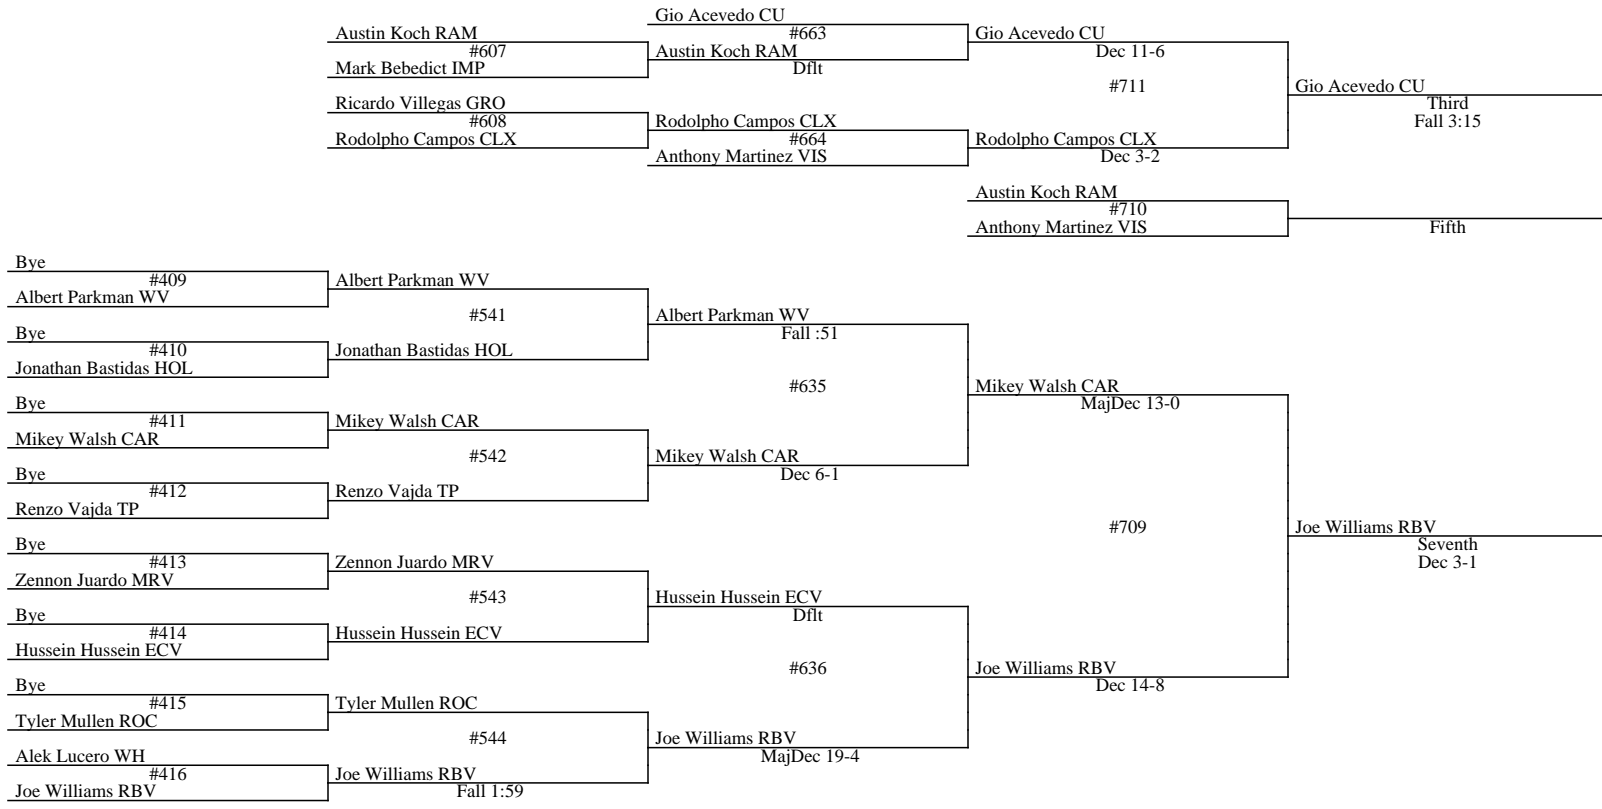 Gio Acevedo CU
Austin Koch RAM
#663
Gio Acevedo CU
#607
Austin Koch RAM
Dec 11-6
Mark Bebedict IMP
Dflt
#711
Gio Acevedo CU
Ricardo Villegas GRO
Third
#608
Rodolpho Campos CLX
Fall 3:15
Rodolpho Campos CLX
#664
Rodolpho Campos CLX
Anthony Martinez VIS
Dec 3-2
Austin Koch RAM
#710
Anthony Martinez VIS
Fifth
Bye
#409
Albert Parkman WV
Albert Parkman WV
#541
Albert Parkman WV
Bye
Fall :51
#410
Jonathan Bastidas HOL
Jonathan Bastidas HOL
#635
Mikey Walsh CAR
Bye
MajDec 13-0
#411
Mikey Walsh CAR
Mikey Walsh CAR
#542
Mikey Walsh CAR
Bye
Dec 6-1
#412
Renzo Vajda TP
Renzo Vajda TP
#709
Joe Williams RBV
Bye
Seventh
#413
Zennon Juardo MRV
Dec 3-1
Zennon Juardo MRV
#543
Hussein Hussein ECV
Bye
Dflt
#414
Hussein Hussein ECV
Hussein Hussein ECV
#636
Joe Williams RBV
Bye
Dec 14-8
#415
Tyler Mullen ROC
Tyler Mullen ROC
#544
Joe Williams RBV
Alek Lucero WH
MajDec 19-4
#416
Joe Williams RBV
Joe Williams RBV
Fall 1:59